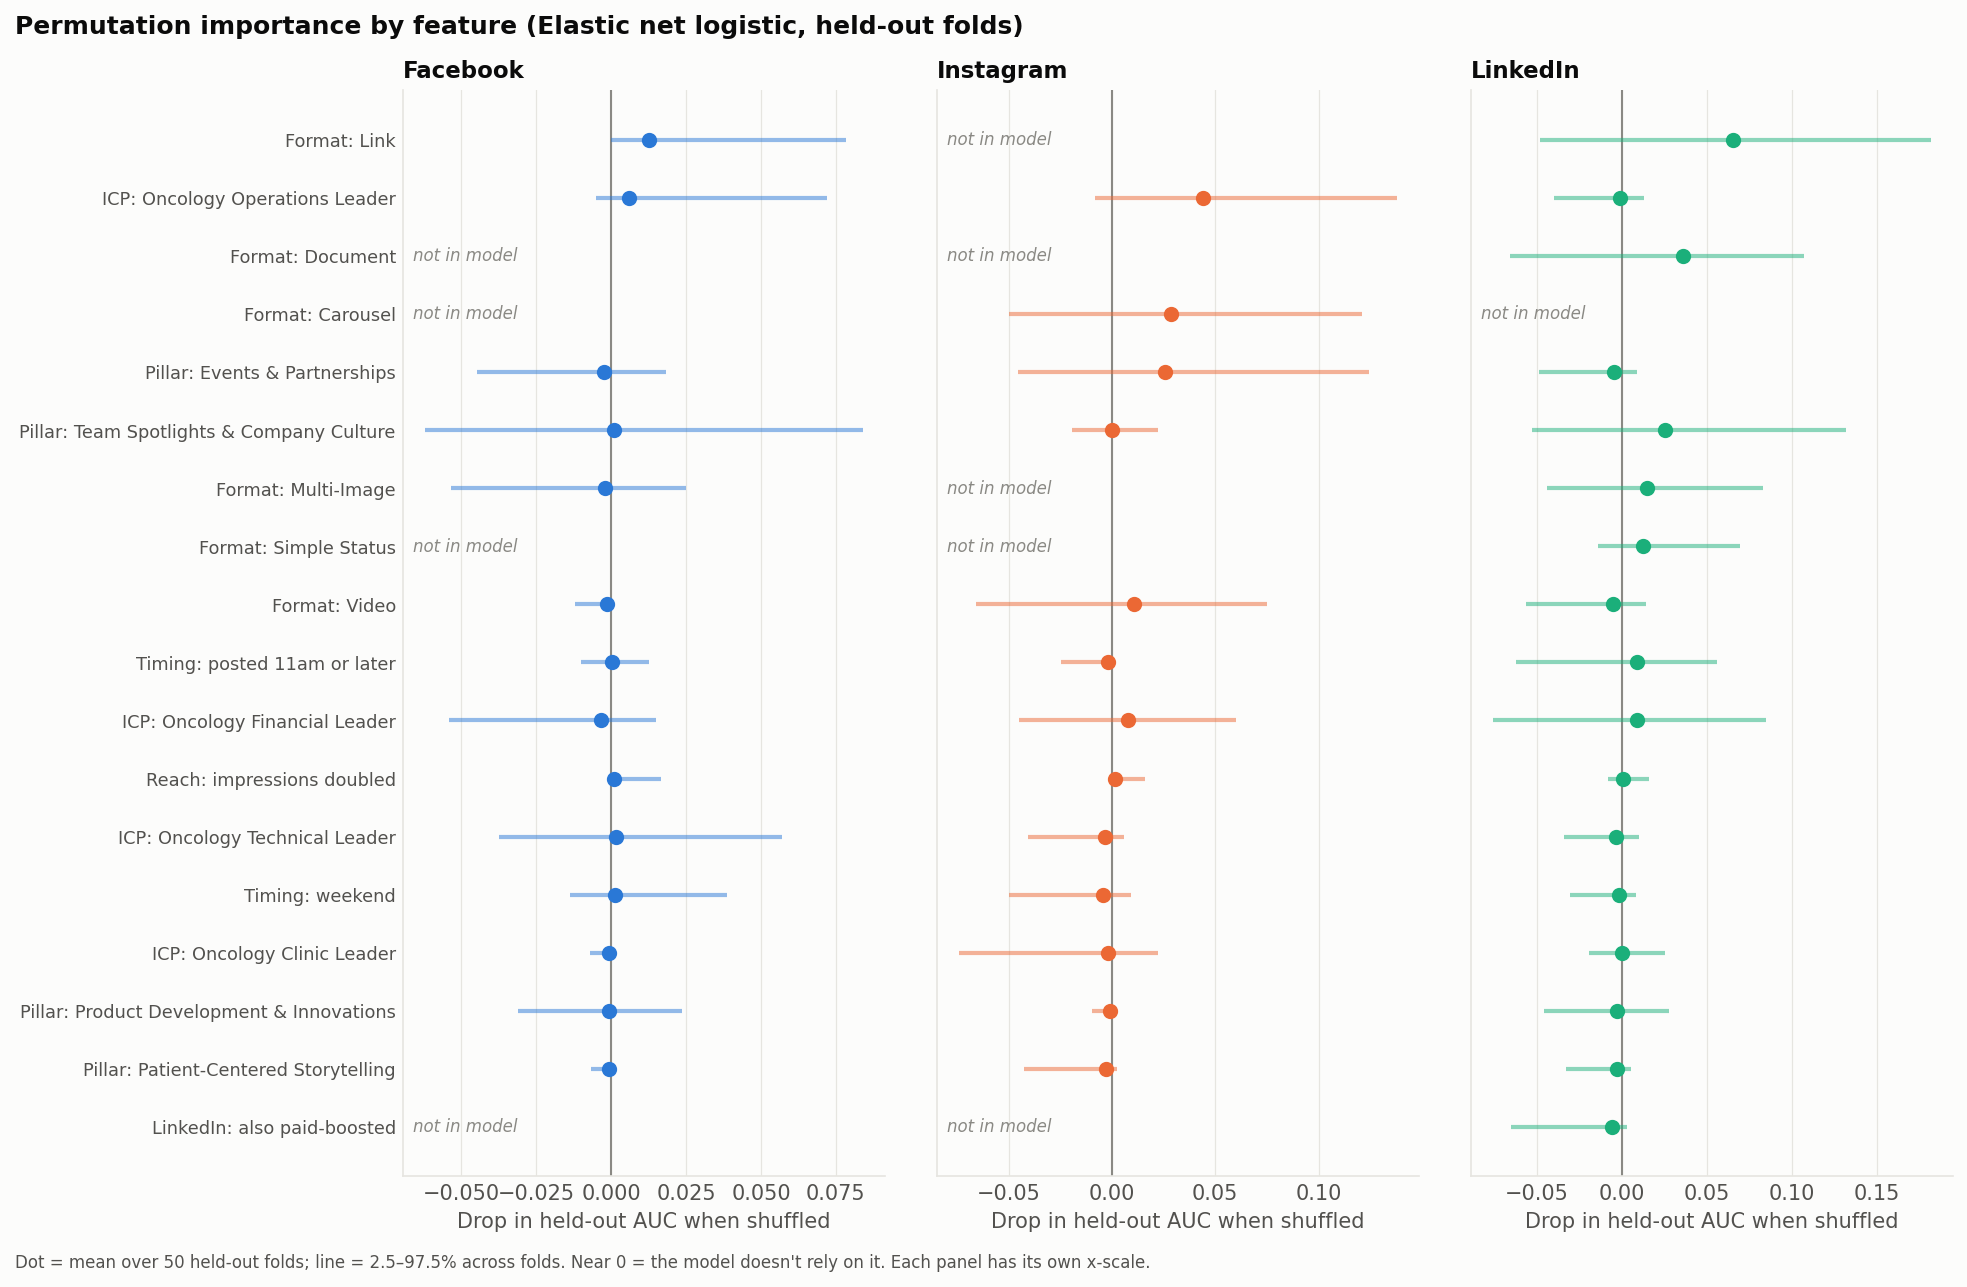 Permutation importance by feature (Elastic net logistic, held-out folds)
Facebook
Instagram
LinkedIn
Format: Link
not in model
ICP: Oncology Operations Leader
Format: Document
not in model
not in model
Format: Carousel
not in model
not in model
Pillar: Events & Partnerships
Pillar: Team Spotlights & Company Culture
Format: Multi-Image
not in model
Format: Simple Status
not in model
not in model
Format: Video
Timing: posted 11am or later
ICP: Oncology Financial Leader
Reach: impressions doubled
ICP: Oncology Technical Leader
Timing: weekend
ICP: Oncology Clinic Leader
Pillar: Product Development & Innovations
Pillar: Patient-Centered Storytelling
LinkedIn: also paid-boosted
not in model
not in model
−0.050 −0.025 0.000 0.025 0.050 0.075
−0.05 0.00 0.05 0.10
−0.05 0.00 0.05 0.10 0.15
Drop in held-out AUC when shuffled
Drop in held-out AUC when shuffled
Drop in held-out AUC when shuffled
Dot = mean over 50 held-out folds; line = 2.5–97.5% across folds. Near 0 = the model doesn't rely on it. Each panel has its own x-scale.